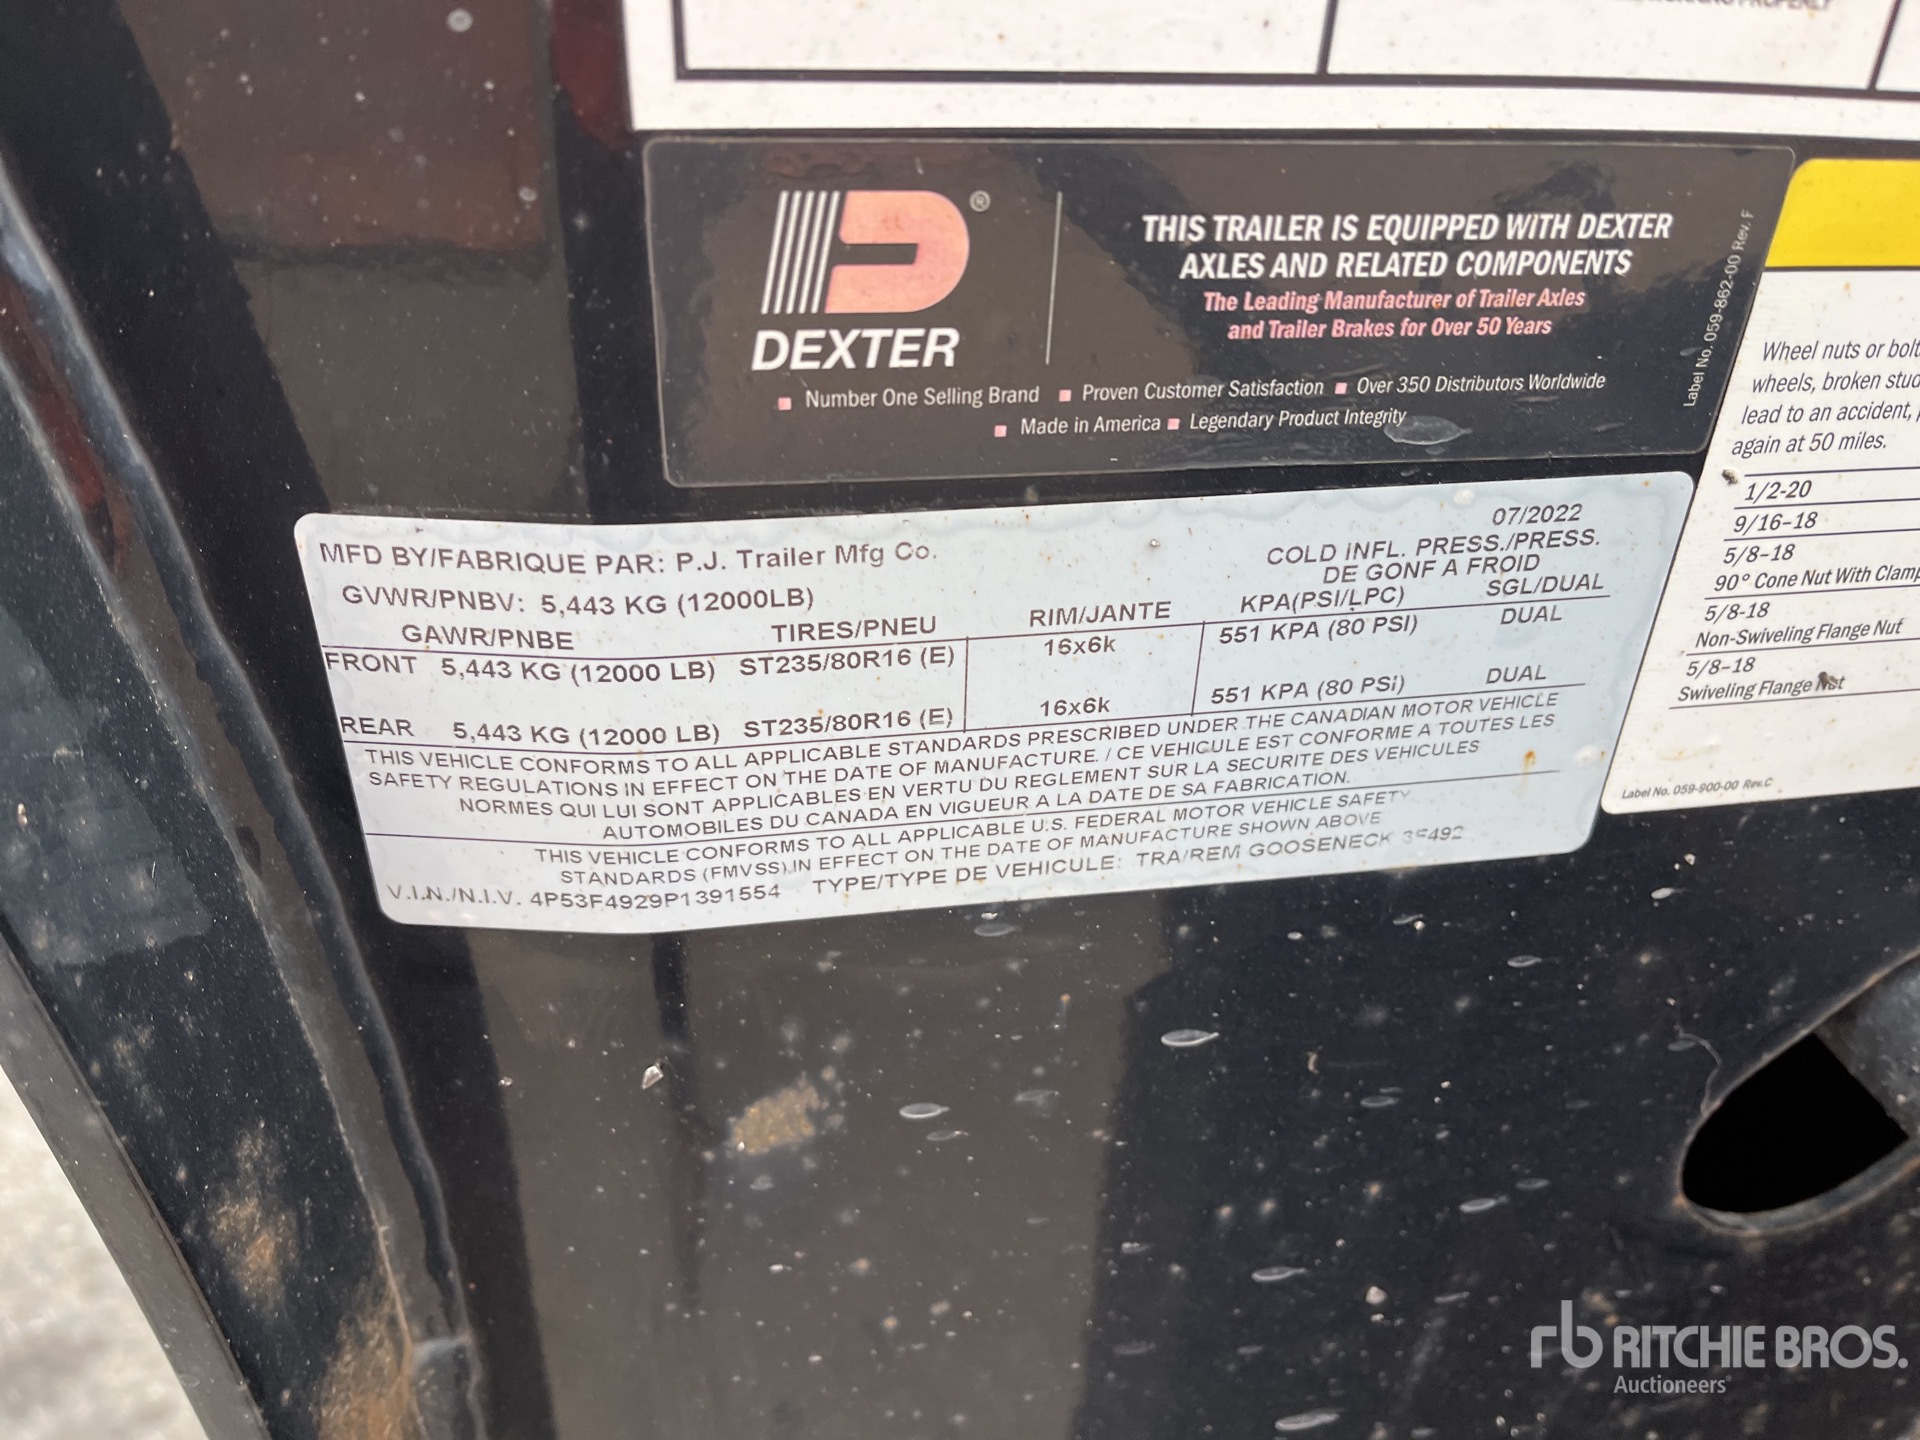 DEXTER
®
THIS TRAILER IS EQUIPPED WITH DEXTER
AXLES AND RELATED COMPONENTS
The Leading Manufacturer of Trailer Axles
and Trailer Brakes for Over 50 Years
Number One Selling Brand ■ Proven Customer Satisfaction ■ Over 350 Distributors Worldwide
■ Made in America ■ Legendary Product Integrity
Label No. 059-862-00 Rev. F
07/2022
MFD BY/FABRIQUE PAR: P.J. Trailer Mfg Co.
COLD INFL. PRESS./PRESS.
DE GONF A FROID
GVWR/PNBV: 5,443 KG (12000LB)
GAWR/PNBE TIRES/PNEU RIM/JANTE KPA(PSI/LPC) SGL/DUAL
FRONT 5,443 KG (12000 LB) ST235/80R16 (E) 16x6k 551 KPA (80 PSI) DUAL
REAR 5,443 KG (12000 LB) ST235/80R16 (E) 16x6k 551 KPA (80 PSi) DUAL
THIS VEHICLE CONFORMS TO ALL APPLICABLE STANDARDS PRESCRIBED UNDER THE CANADIAN MOTOR VEHICLE
SAFETY REGULATIONS IN EFFECT ON THE DATE OF MANUFACTURE. / CE VEHICULE EST CONFORME A TOUTES LES
NORMES QUI LUI SONT APPLICABLES EN VERTU DU REGLEMENT SUR LA SECURITE DES VEHICULES
AUTOMOBILES DU CANADA EN VIGUEUR A LA DATE DE SA FABRICATION.
THIS VEHICLE CONFORMS TO ALL APPLICABLE U.S. FEDERAL MOTOR VEHICLE SAFETY
STANDARDS (FMVSS) IN EFFECT ON THE DATE OF MANUFACTURE SHOWN ABOVE
V.I.N./N.I.V. 4P53F4929P1391554 TYPE/TYPE DE VEHICULE: TRA/REM GOOSENECK 3F492
Wheel nuts or bolt
wheels, broken stud
lead to an accident,
again at 50 miles.
1/2-20
9/16-18
5/8-18
90° Cone Nut With Clamp
5/8-18
Non-Swiveling Flange Nut
5/8-18
Swiveling Flange Nut
Label No. 059-900-00 Rev.C
rb RITCHIE BROS.
Auctioneers